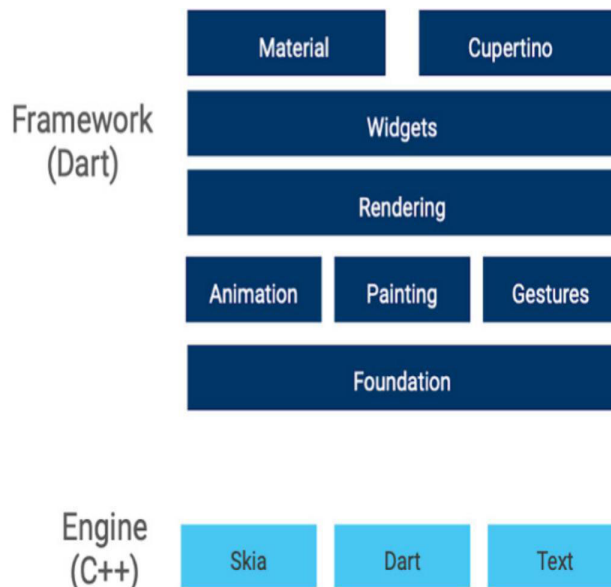 Material Cupertino
Framework
(Dart)
Widgets
Rendering
Animation Painting Gestures
Foundation
Engine
(C++)
Skia Dart Text